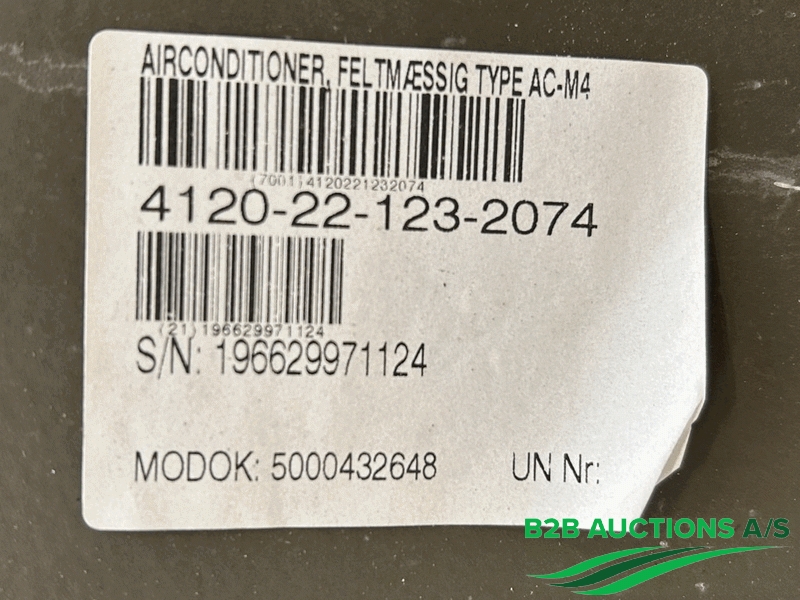 AIRCONDITIONER, FELTMÆSSIG TYPE AC-M4
(7001)4120221232074
4120-22-123-2074
(21)196629971124
S/N: 196629971124
MODOK: 5000432648 UN Nr:
B2B AUCTIONS A/S